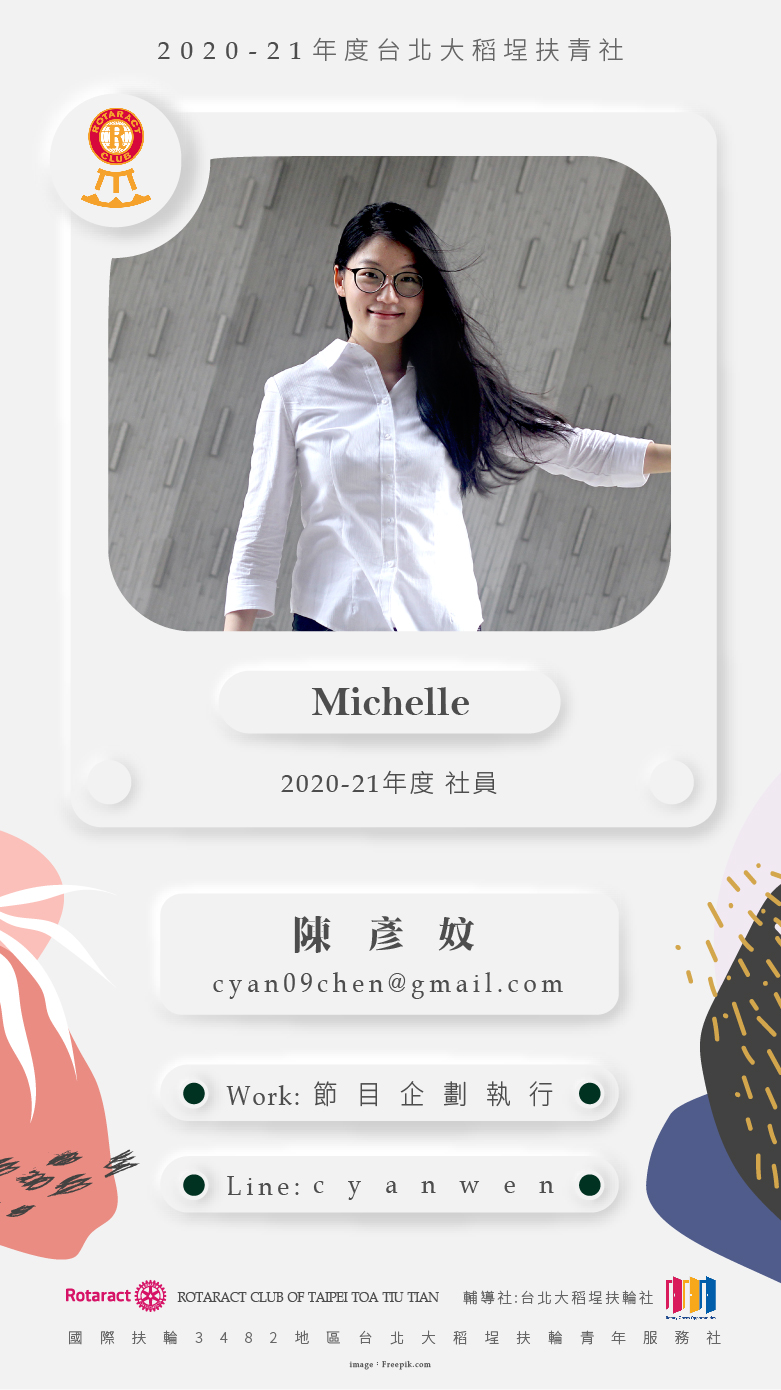 2020-21年度台北大稻埕扶青社
ROTARACT
R
CLUB
Michelle
2020-21年度 社員
陳彥妏
cyan09chen@gmail.com
Work: 節目企劃執行
Line: cyanwen
Rotaract
ROTARACT CLUB OF TAIPEI TOA TIU TIAN
輔導社:台北大稻埕扶輪社
Rotary Opens Opportunities
國際扶輪3482地區台北大稻埕扶輪青年服務社
image : Freepik.com